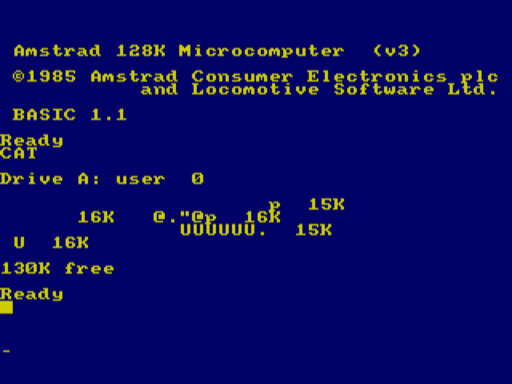 Amstrad 128K Microcomputer  (v3)
©1985 Amstrad Consumer Electronics plc
and Locomotive Software Ltd.
BASIC 1.1
Ready
CAT
Drive A: user  0
p  15K
16K   @."@p  16K
UUUUUU.  15K
U  16K
130K free
Ready
-